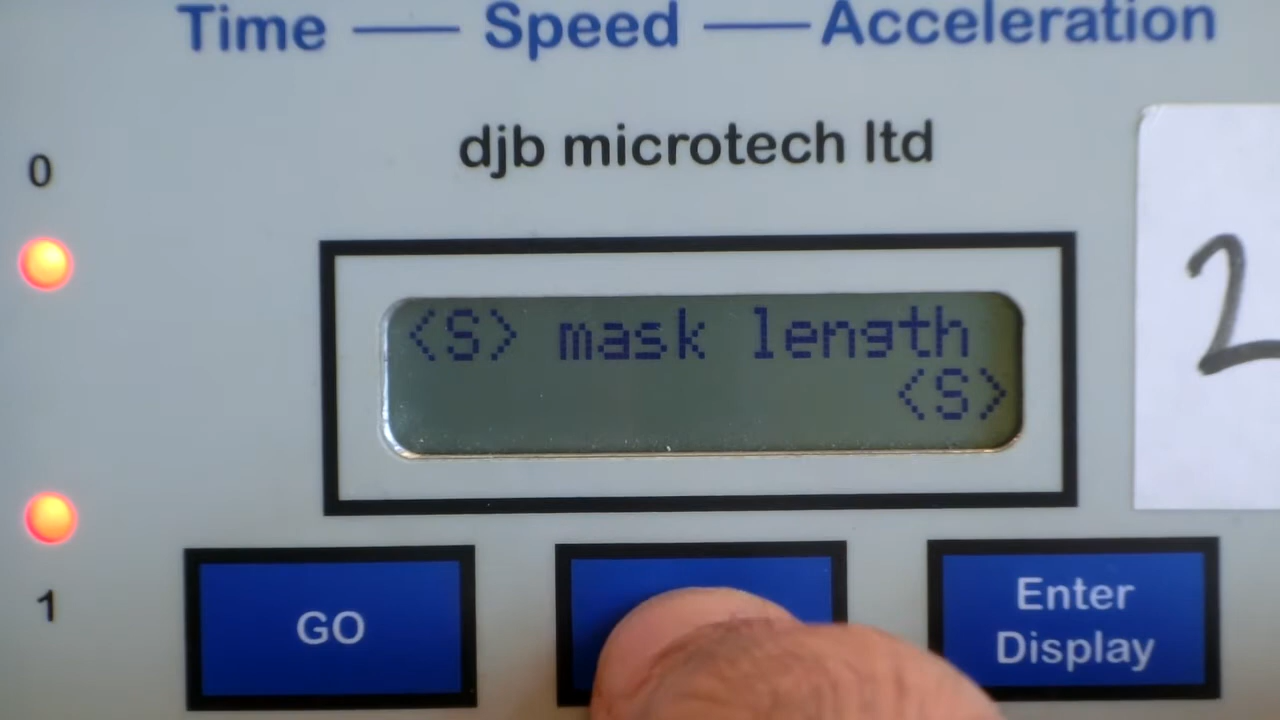 Time — Speed — Acceleration
djb microtech ltd
0
<S> mask length
<S>
2
1
GO
Enter
Display